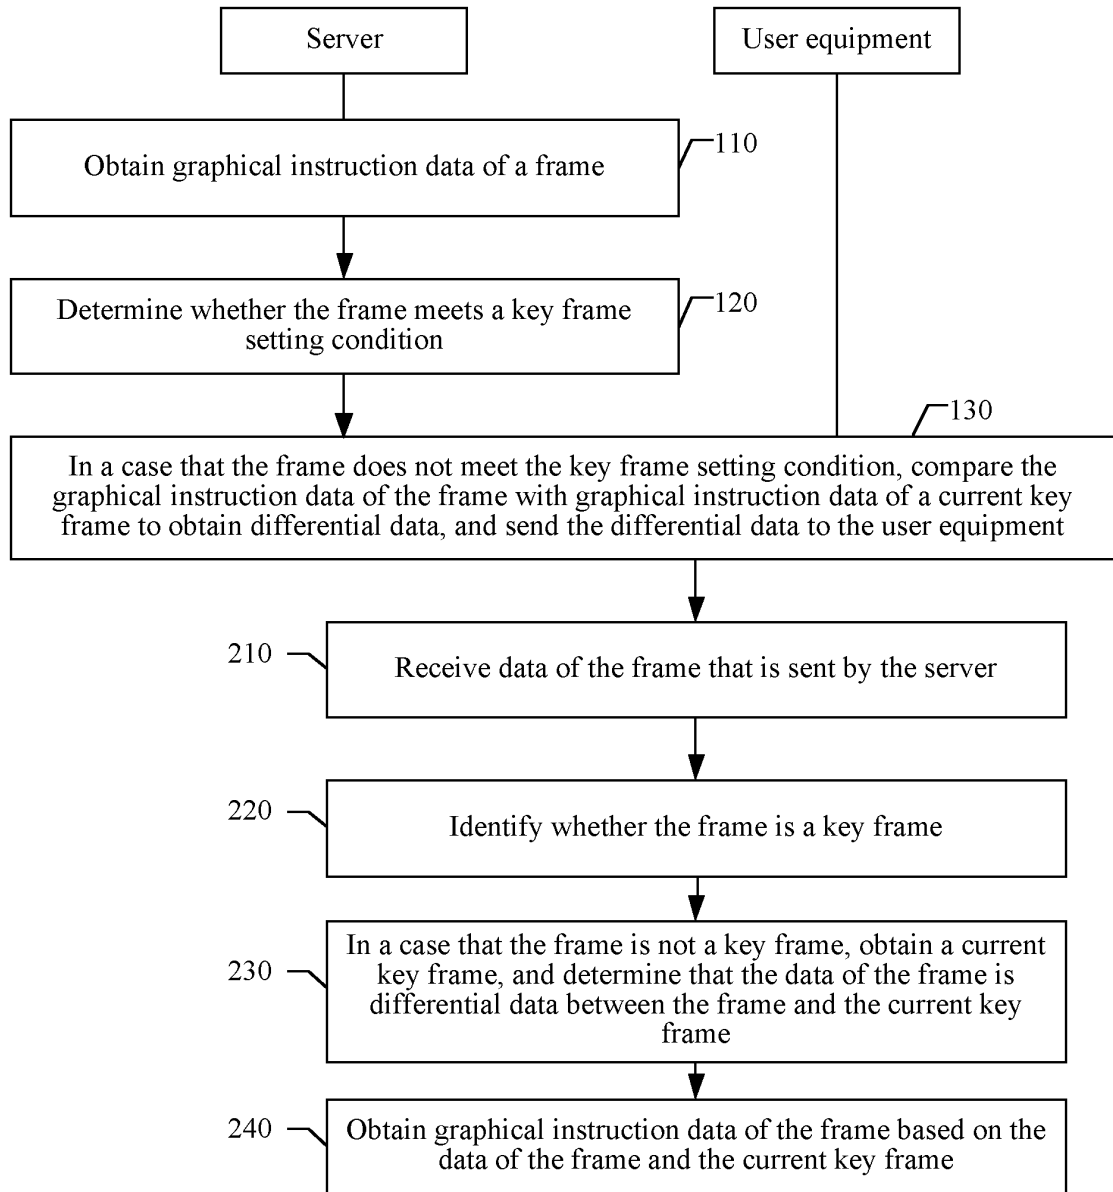 Server
User equipment
110
Obtain graphical instruction data of a frame
120
Determine whether the frame meets a key frame
setting condition
130
In a case that the frame does not meet the key frame setting condition, compare the
graphical instruction data of the frame with graphical instruction data of a current key
frame to obtain differential data, and send the differential data to the user equipment
210
Receive data of the frame that is sent by the server
220
Identify whether the frame is a key frame
230
In a case that the frame is not a key frame, obtain a current
key frame, and determine that the data of the frame is
differential data between the frame and the current key
frame
240
Obtain graphical instruction data of the frame based on the
data of the frame and the current key frame